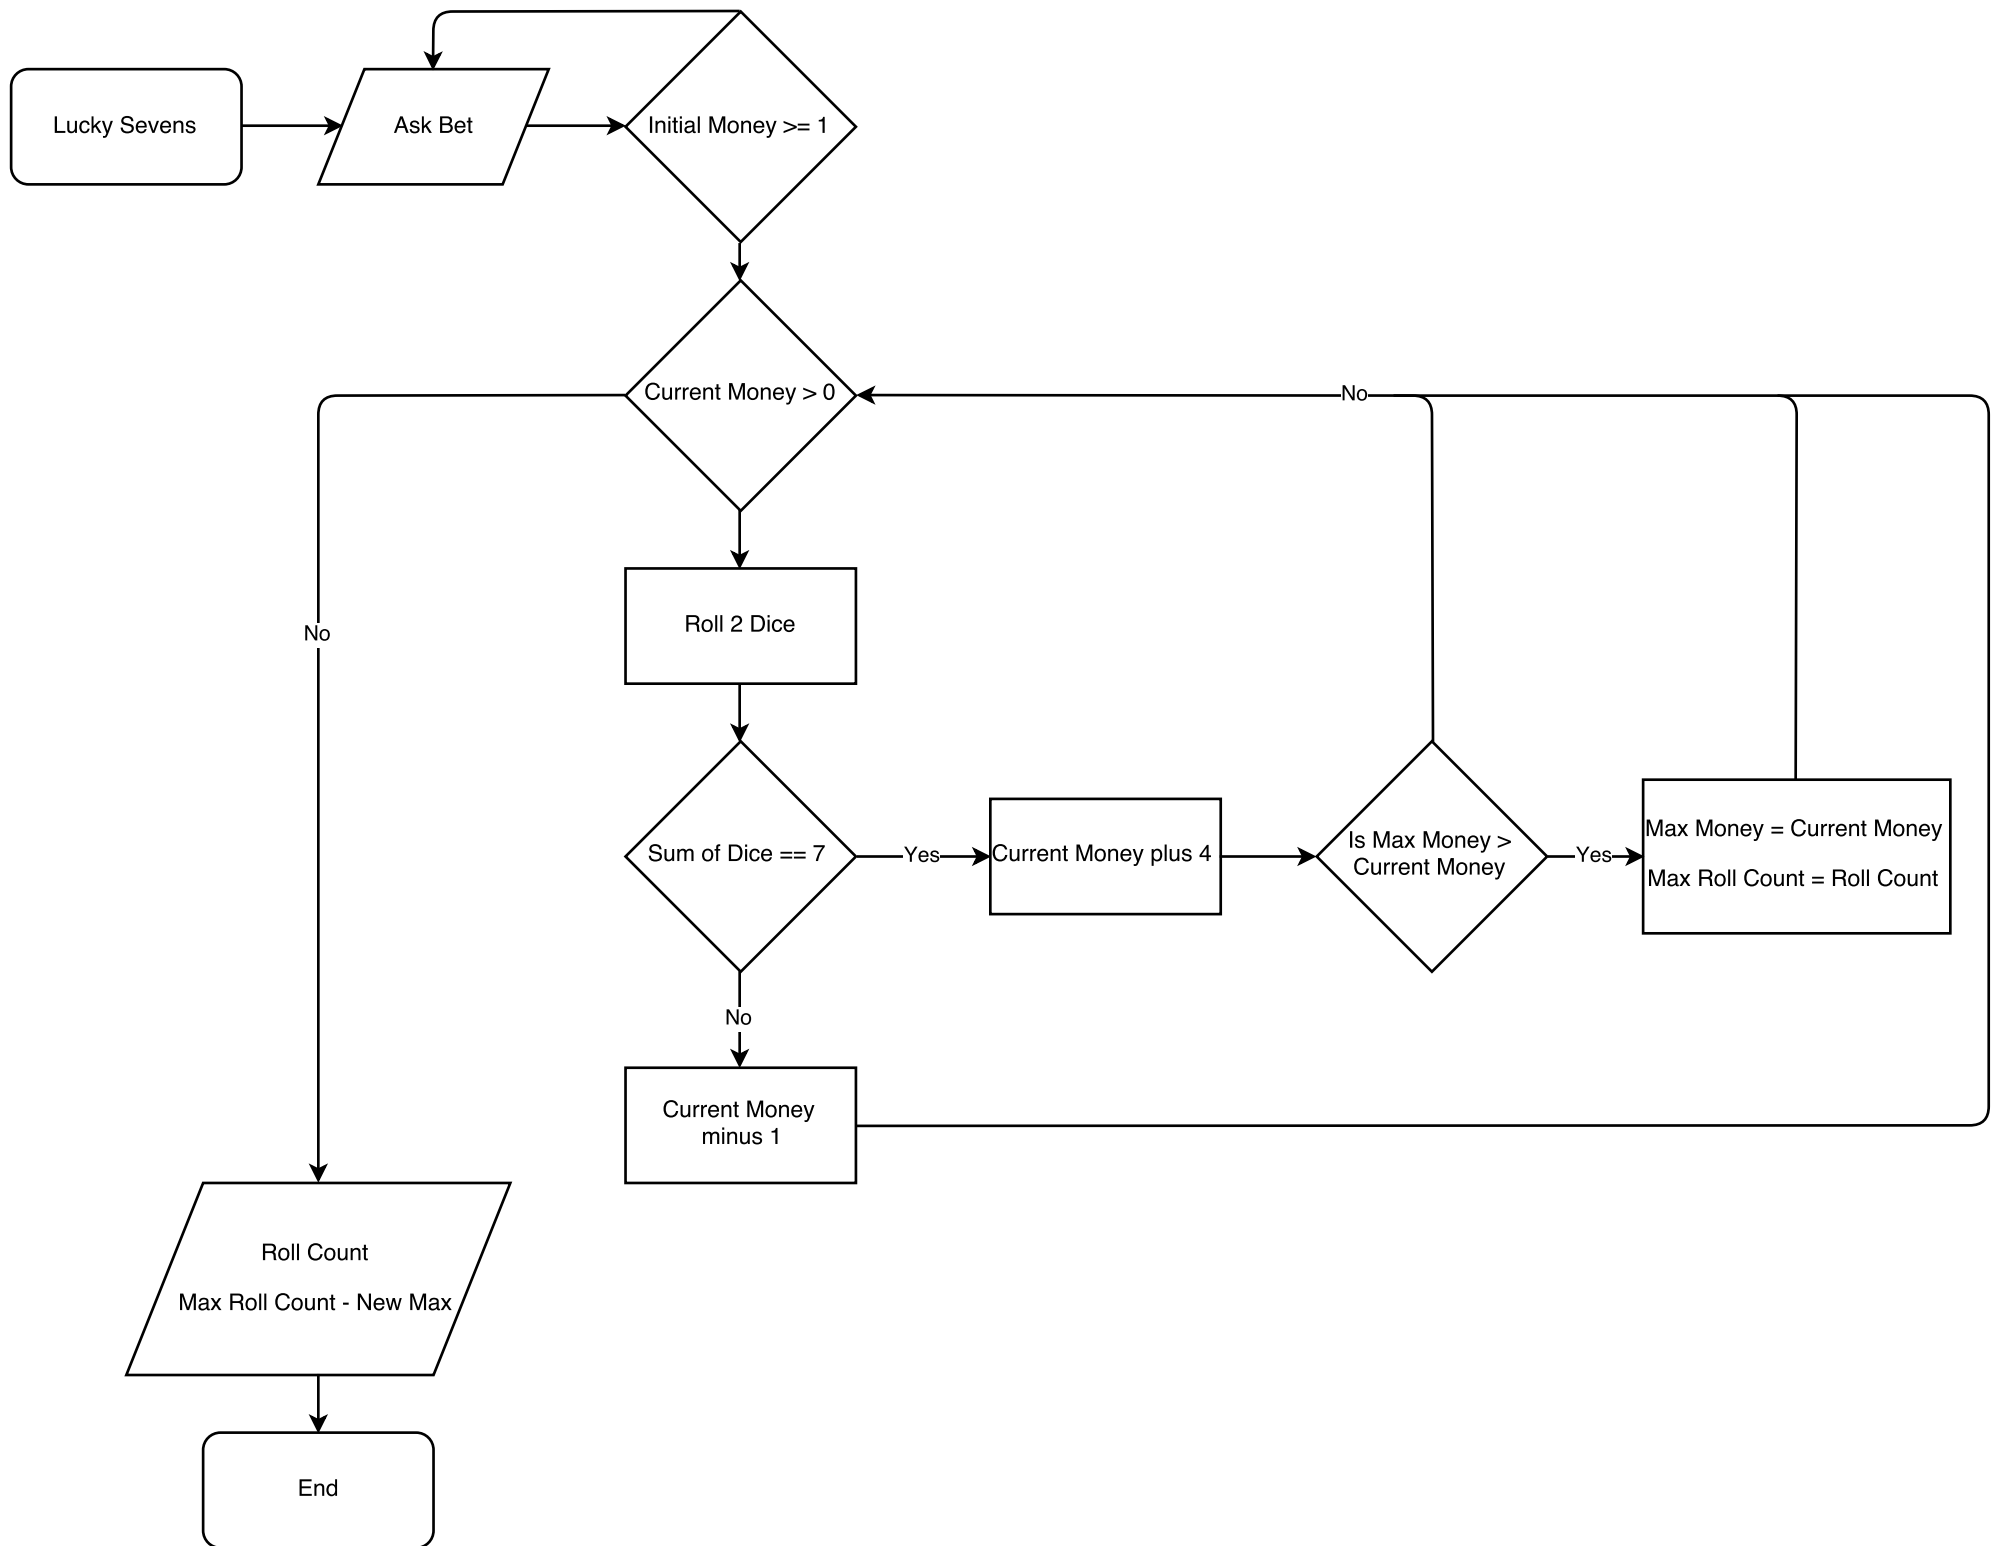 Lucky Sevens
Ask Bet
Initial Money >= 1
Current Money > 0
No
No
Roll 2 Dice
Sum of Dice == 7
Yes
Current Money plus 4
Is Max Money >
Current Money
Yes
Max Money = Current Money
Max Roll Count = Roll Count
No
Current Money
minus 1
Roll Count
Max Roll Count - New Max
End